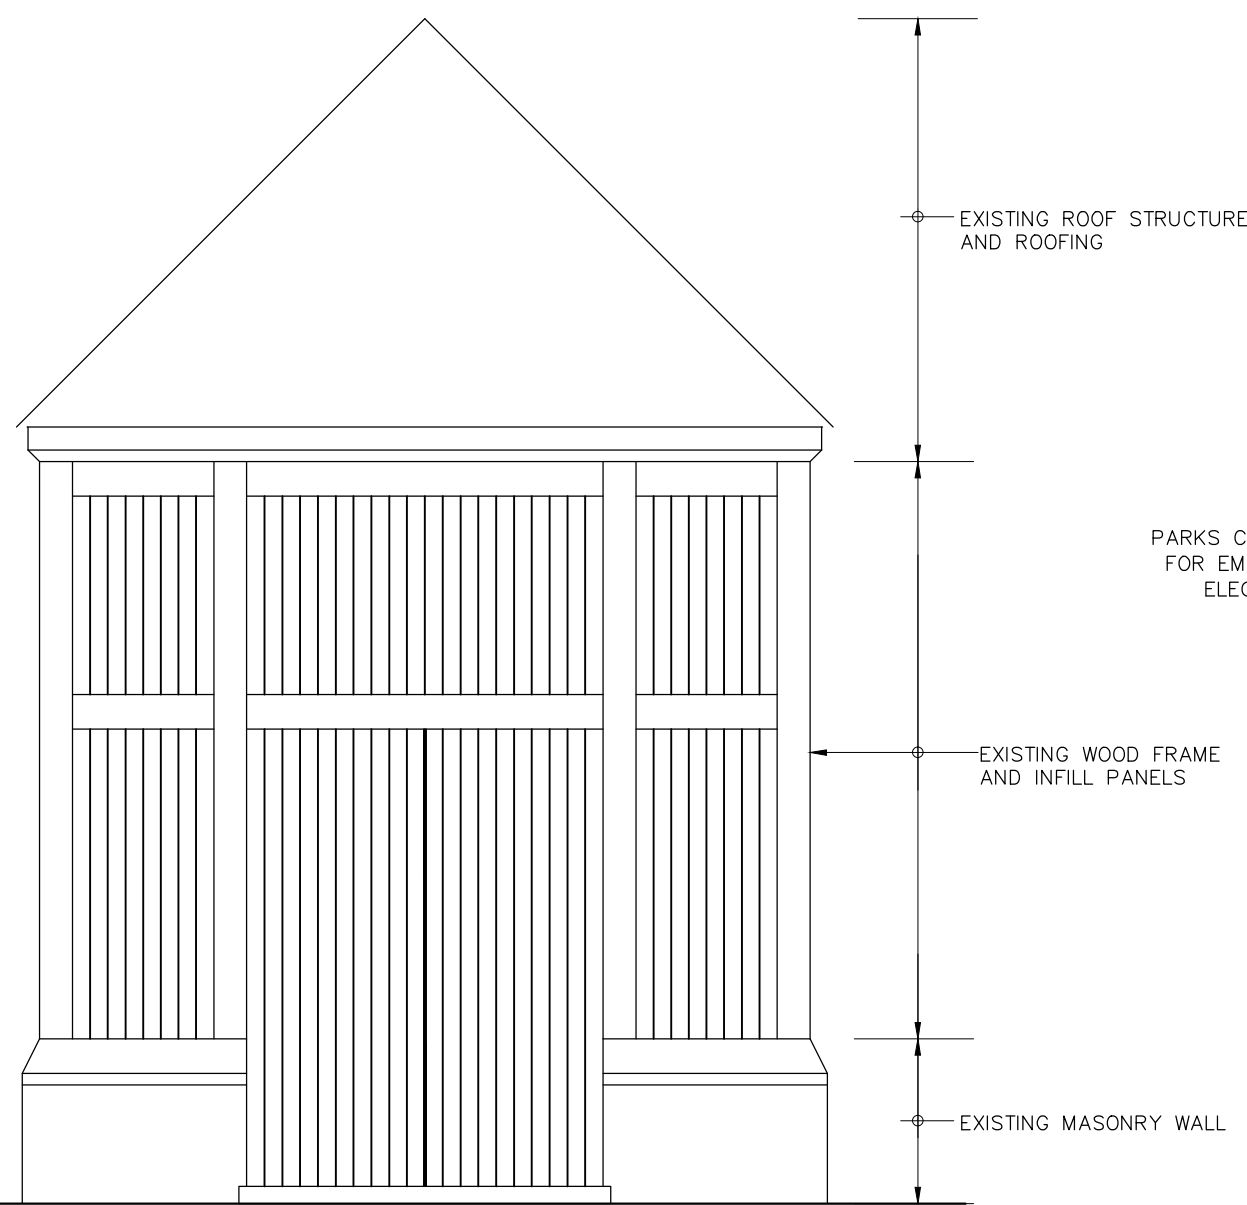 EXISTING ROOF STRUCTURE
AND ROOFING
PARKS C
FOR EM
ELEC
EXISTING WOOD FRAME
AND INFILL PANELS
EXISTING MASONRY WALL